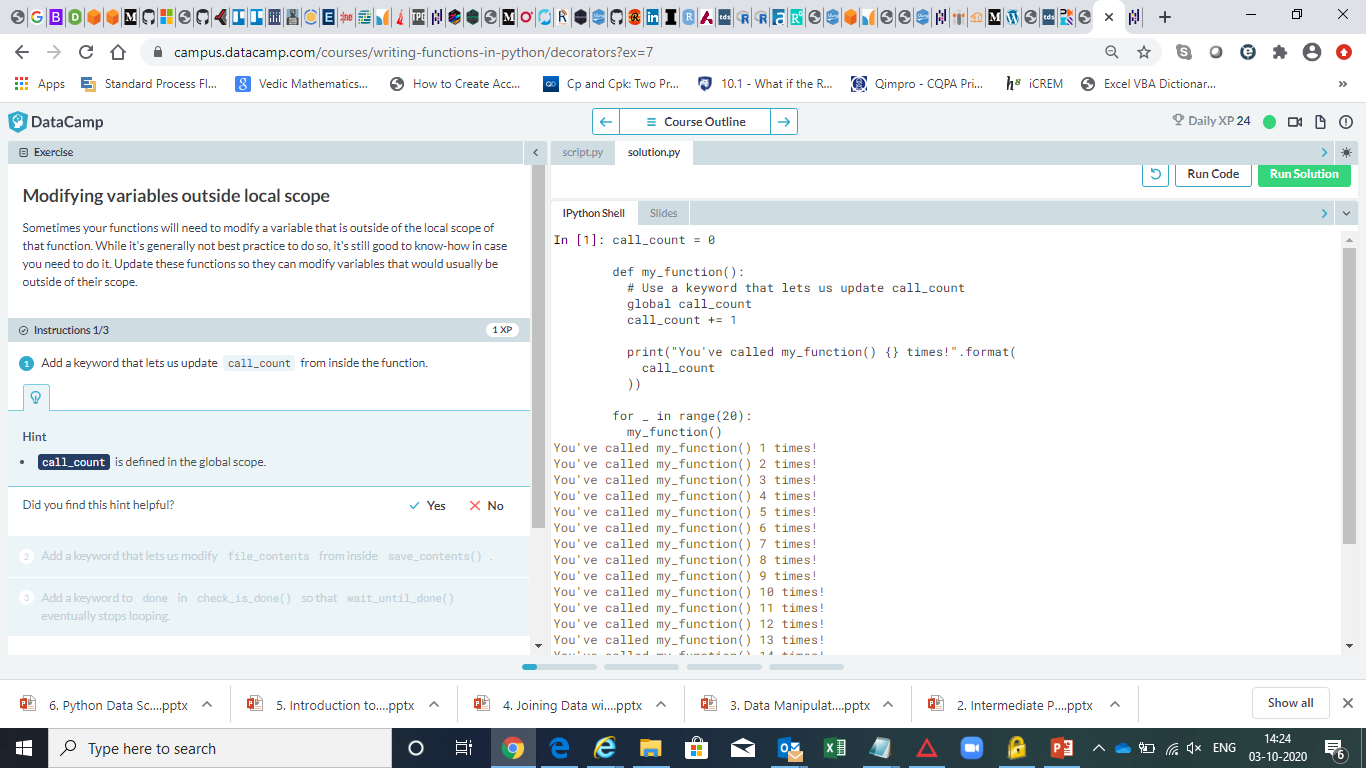 campus.datacamp.com/courses/writing-functions-in-python/decorators?ex=7
Apps
Standard Process Fl...
Vedic Mathematics...
How to Create Acc...
Cp and Cpk: Two Pr...
10.1 - What if the R...
Qimpro - CQPA Pri...
iCREM
Excel VBA Dictionar...
»
DataCamp
Course Outline
Daily XP 24
Exercise
script.py
solution.py
Run Code
Run Solution
Modifying variables outside local scope
Sometimes your functions will need to modify a variable that is outside of the local scope of
that function. While it's generally not best practice to do so, it's still good to know-how in case
you need to do it. Update these functions so they can modify variables that would usually be
outside of their scope.
Instructions 1/3
1 XP
1 Add a keyword that lets us update call_count from inside the function.
Hint
• call_count is defined in the global scope.
Did you find this hint helpful?
Yes
No
2 Add a keyword that lets us modify file_contents from inside save_contents() .
3 Add a keyword to done in check_is_done() so that wait_until_done()
eventually stops looping.
IPython Shell
Slides
In [1]: call_count = 0
def my_function():
# Use a keyword that lets us update call_count
global call_count
call_count += 1
print("You've called my_function() {} times!".format(
call_count
))
for _ in range(20):
my_function()
You've called my_function() 1 times!
You've called my_function() 2 times!
You've called my_function() 3 times!
You've called my_function() 4 times!
You've called my_function() 5 times!
You've called my_function() 6 times!
You've called my_function() 7 times!
You've called my_function() 8 times!
You've called my_function() 9 times!
You've called my_function() 10 times!
You've called my_function() 11 times!
You've called my_function() 12 times!
You've called my_function() 13 times!
You've called my_function() 14 times!
6. Python Data Sc....pptx
5. Introduction to....pptx
4. Joining Data wi....pptx
3. Data Manipulat....pptx
2. Intermediate P....pptx
Show all
Type here to search
ENG
14:24
03-10-2020
6